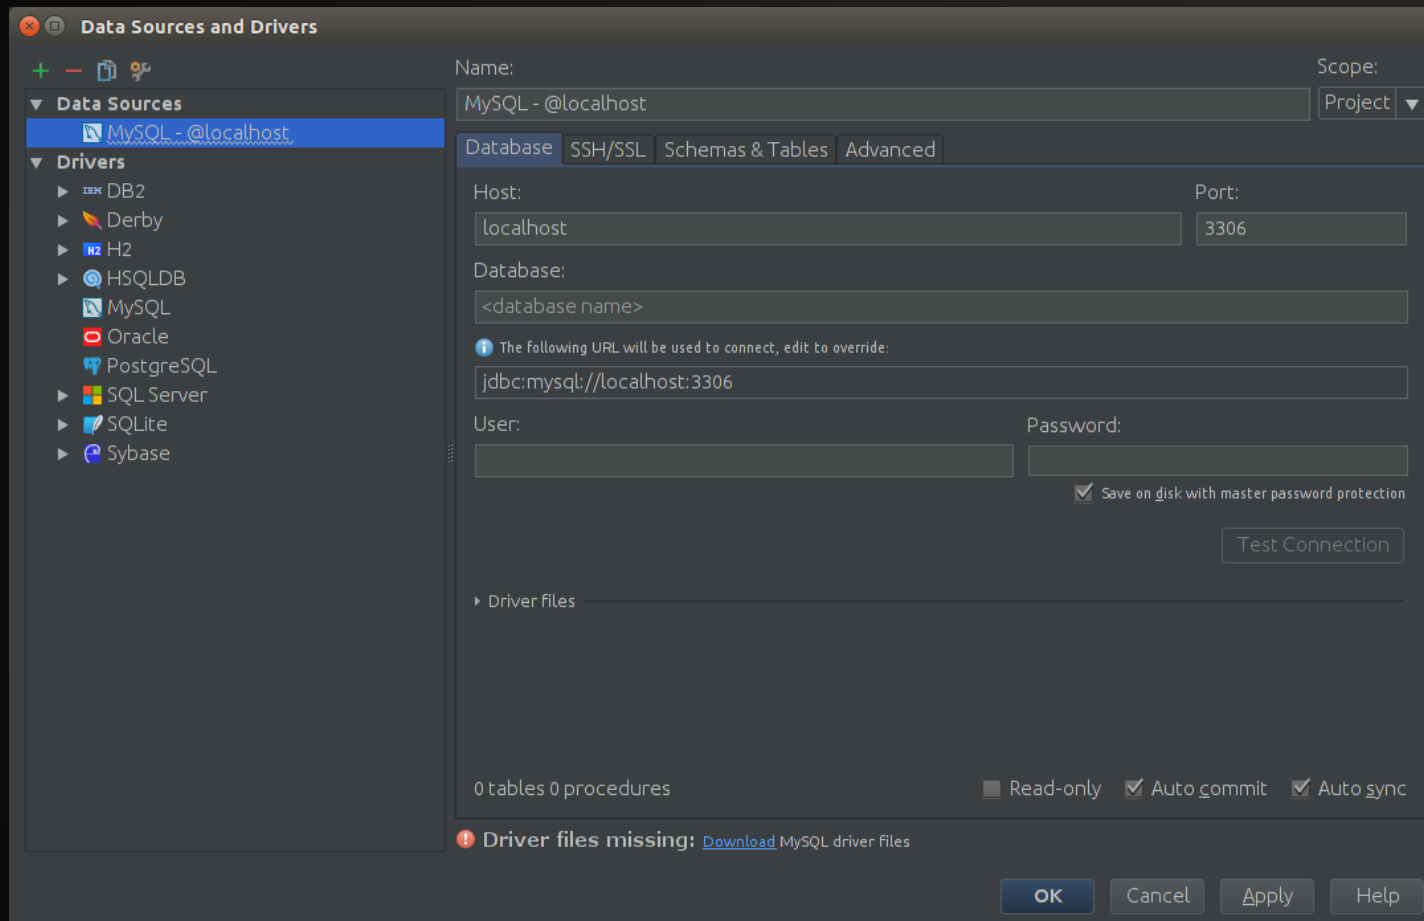 Data Sources and Drivers
Name:
Scope:
MySQL - @localhost
Project
Data Sources
MySQL - @localhost
Drivers
IBM DB2
Derby
H2 H2
HSQLDB
MySQL
Oracle
PostgreSQL
SQL Server
SQLite
Sybase
Database
SSH/SSL
Schemas & Tables
Advanced
Host:
Port:
localhost
3306
Database:
<database name>
The following URL will be used to connect, edit to override:
jdbc:mysql://localhost:3306
User:
Password:
Save on disk with master password protection
Test Connection
Driver files
0 tables 0 procedures
Read-only
Auto commit
Auto sync
Driver files missing: Download MySQL driver files
OK
Cancel
Apply
Help